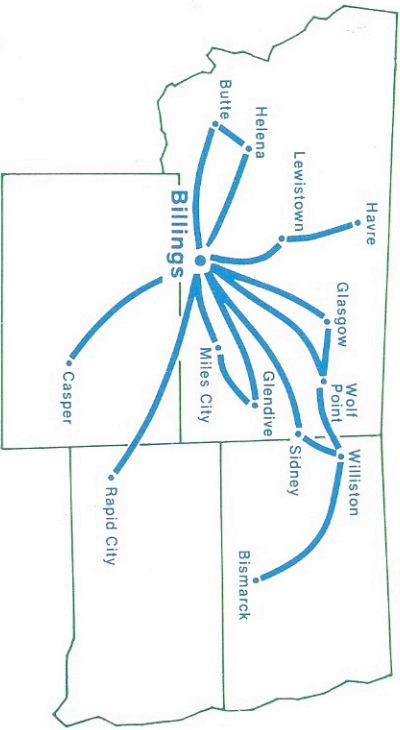 Havre
Lewistown
Helena
Butte
Glasgow
Wolf
Point
Williston
Sidney
Glendive
Miles City
Billings
Bismarck
Rapid City
Casper